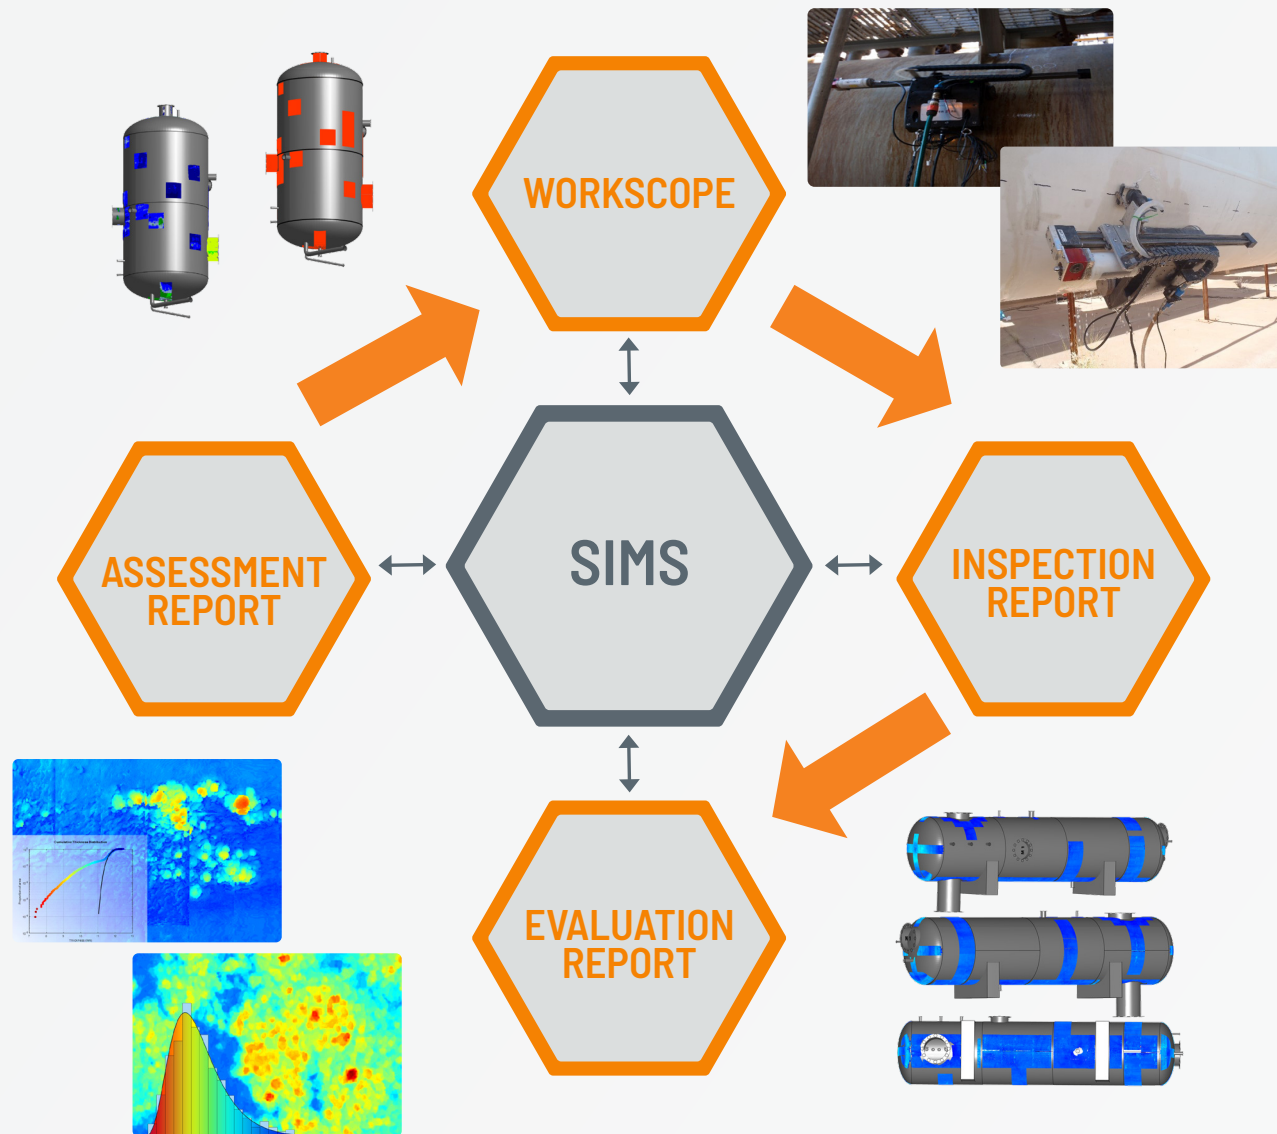 WORKSCOPE
SIMS
ASSESSMENT
REPORT
INSPECTION
REPORT
EVALUATION
REPORT